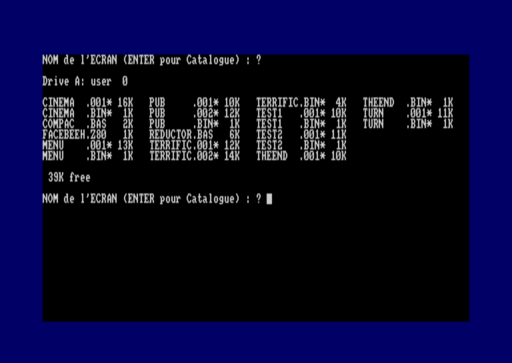 NOM de l'ECRAN (ENTER pour Catalogue) : ?
Drive A: user 0
CINEMA .001* 16K PUB .001* 10K TERRIFIC.BIN* 4K THEEND .BIN* 1K
CINEMA .BIN* 1K PUB .002* 12K TEST1 .001* 10K TURN .001* 11K
COMPAC .BAS 2K PUB .BIN* 1K TEST1 .BIN* 1K TURN .BIN* 1K
FACEBEEH.Z80 1K REDUCTOR.BAS 6K TEST2 .001* 11K
MENU .001* 13K TERRIFIC.001* 12K TEST2 .BIN* 1K
MENU .BIN* 1K TERRIFIC.002* 14K THEEND .001* 10K
39K free
NOM de l'ECRAN (ENTER pour Catalogue) : ?